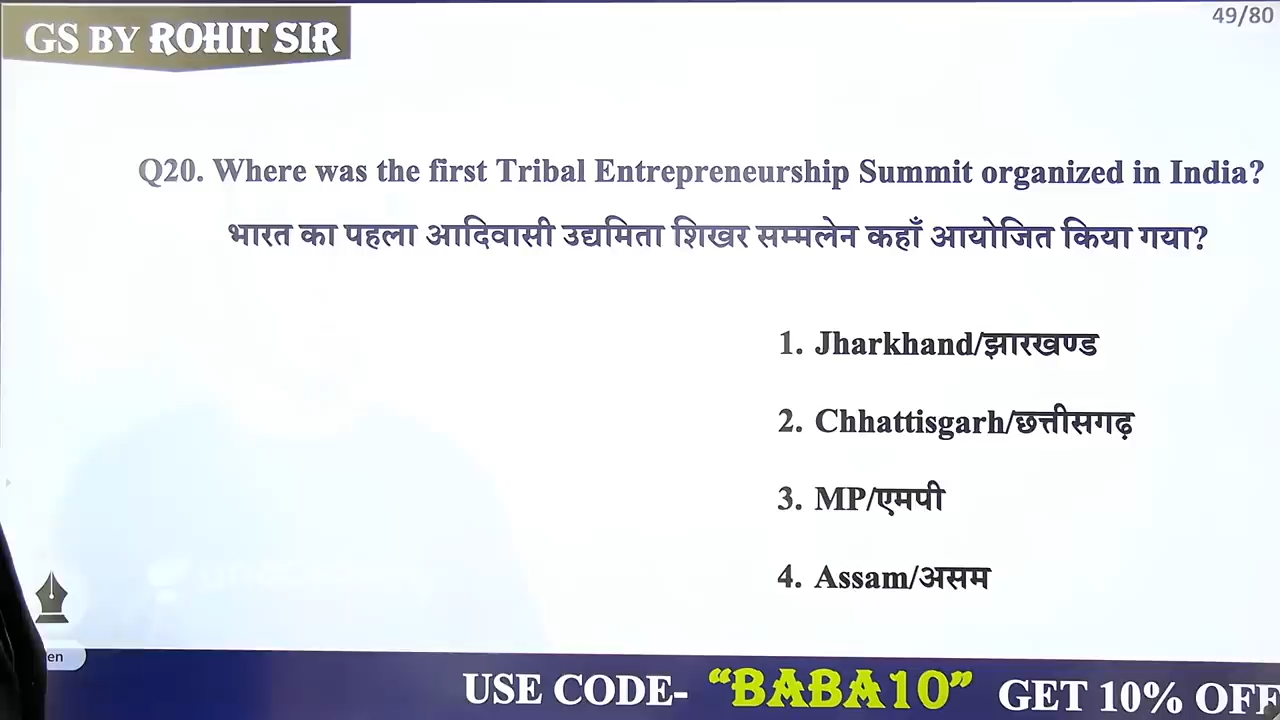 GS BY ROHIT SIR
49/80
Q20. Where was the first Tribal Entrepreneurship Summit organized in India?
भारत का पहला आदिवासी उद्यमिता शिखर सम्मलेन कहाँ आयोजित किया गया?
1. Jharkhand/झारखण्ड
2. Chhattisgarh/छत्तीसगढ़
3. MP/एमपी
4. Assam/असम
en
USE CODE- “BABA10” GET 10% OFF